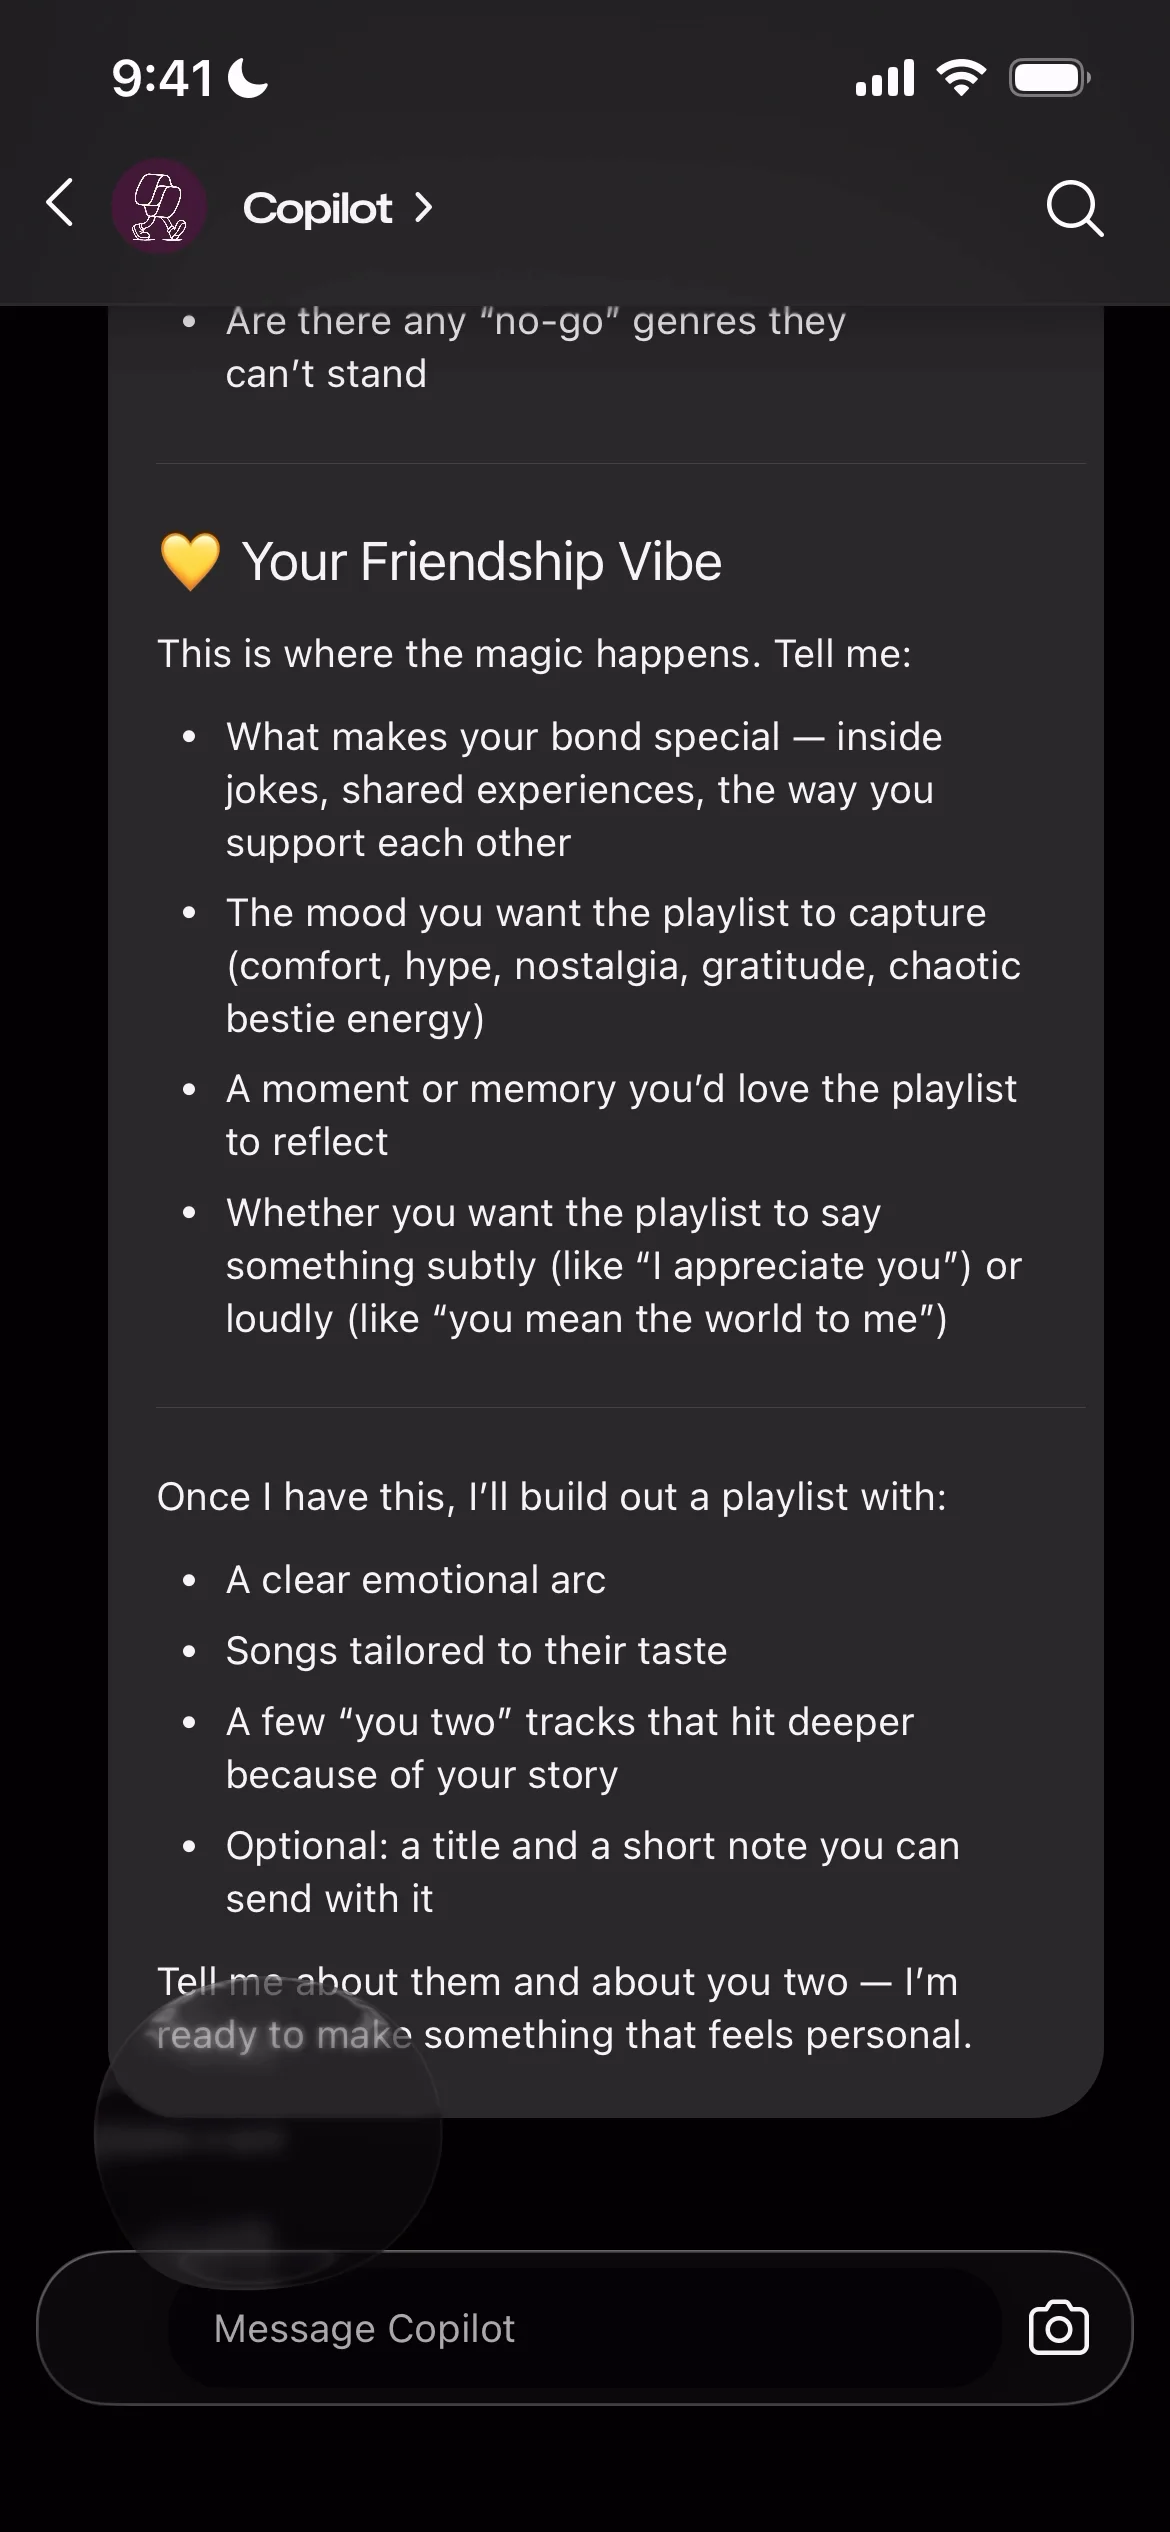 9:41
Copilot
• Are there any “no-go” genres they
can’t stand
💛 Your Friendship Vibe
This is where the magic happens. Tell me:
• What makes your bond special — inside
jokes, shared experiences, the way you
support each other
• The mood you want the playlist to capture
(comfort, hype, nostalgia, gratitude, chaotic
bestie energy)
• A moment or memory you’d love the playlist
to reflect
• Whether you want the playlist to say
something subtly (like “I appreciate you”) or
loudly (like “you mean the world to me”)
Once I have this, I’ll build out a playlist with:
• A clear emotional arc
• Songs tailored to their taste
• A few “you two” tracks that hit deeper
because of your story
• Optional: a title and a short note you can
send with it
Tell me about them and about you two — I’m
ready to make something that feels personal.
Message Copilot